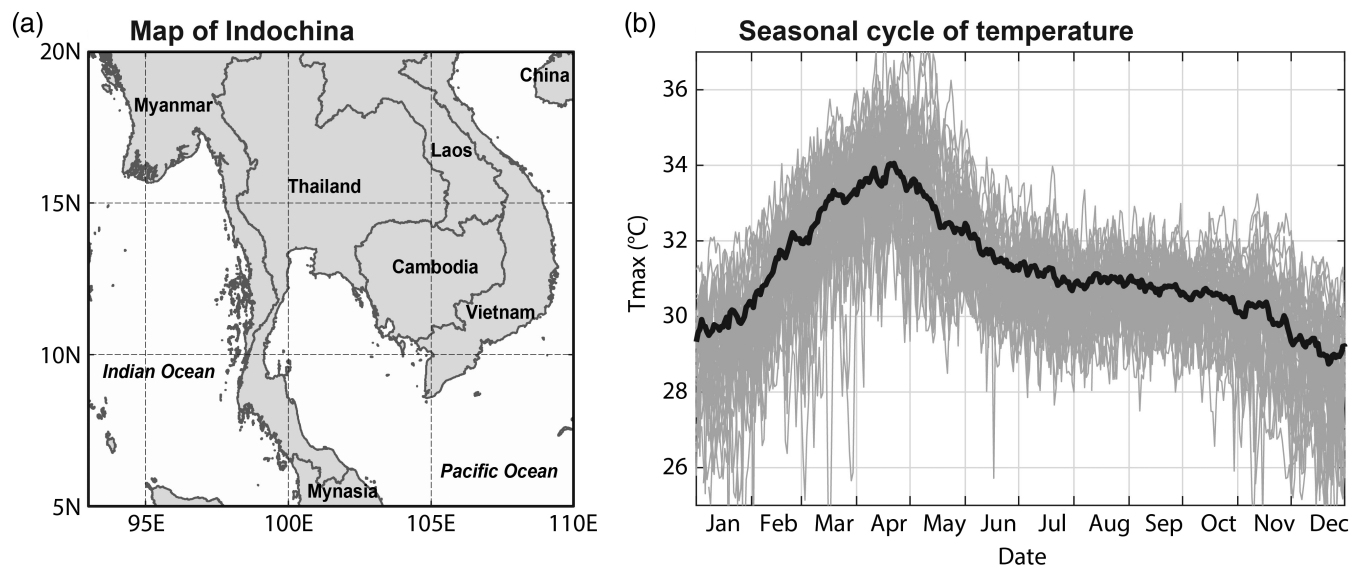 (a) Map of Indochina
20N
15N
10N
5N
95E 100E 105E 110E
China
Myanmar
Laos
Thailand
Cambodia
Vietnam
Indian Ocean
Pacific Ocean
Mynasia
(b) Seasonal cycle of temperature
Tmax (°C)
36
34
32
30
28
26
Jan Feb Mar Apr May Jun Jul Aug Sep Oct Nov Dec
Date